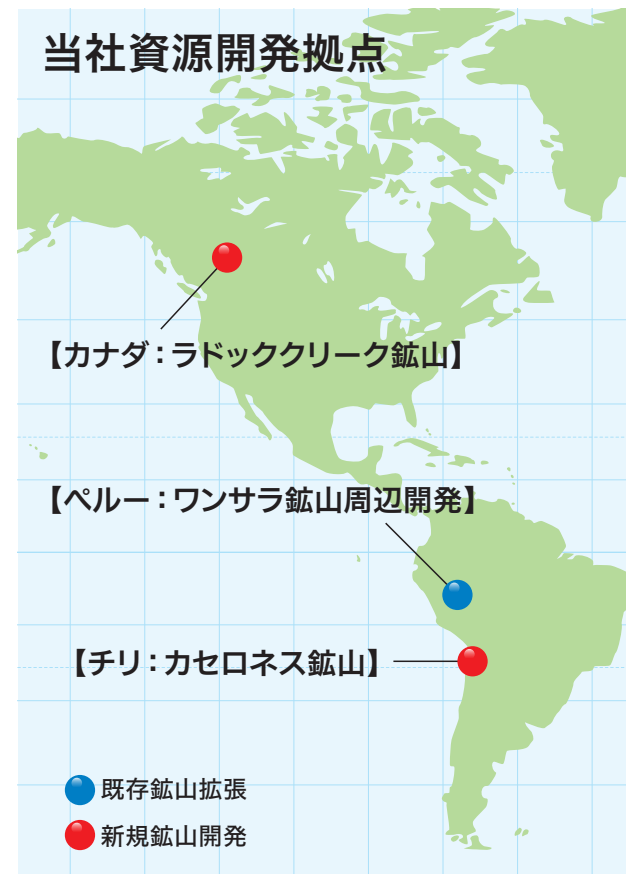 当社資源開発拠点
【カナダ：ラドッククリーク鉱山】
【ペルー：ワンサラ鉱山周辺開発】
【チリ：カセロネス鉱山】
既存鉱山拡張
新規鉱山開発